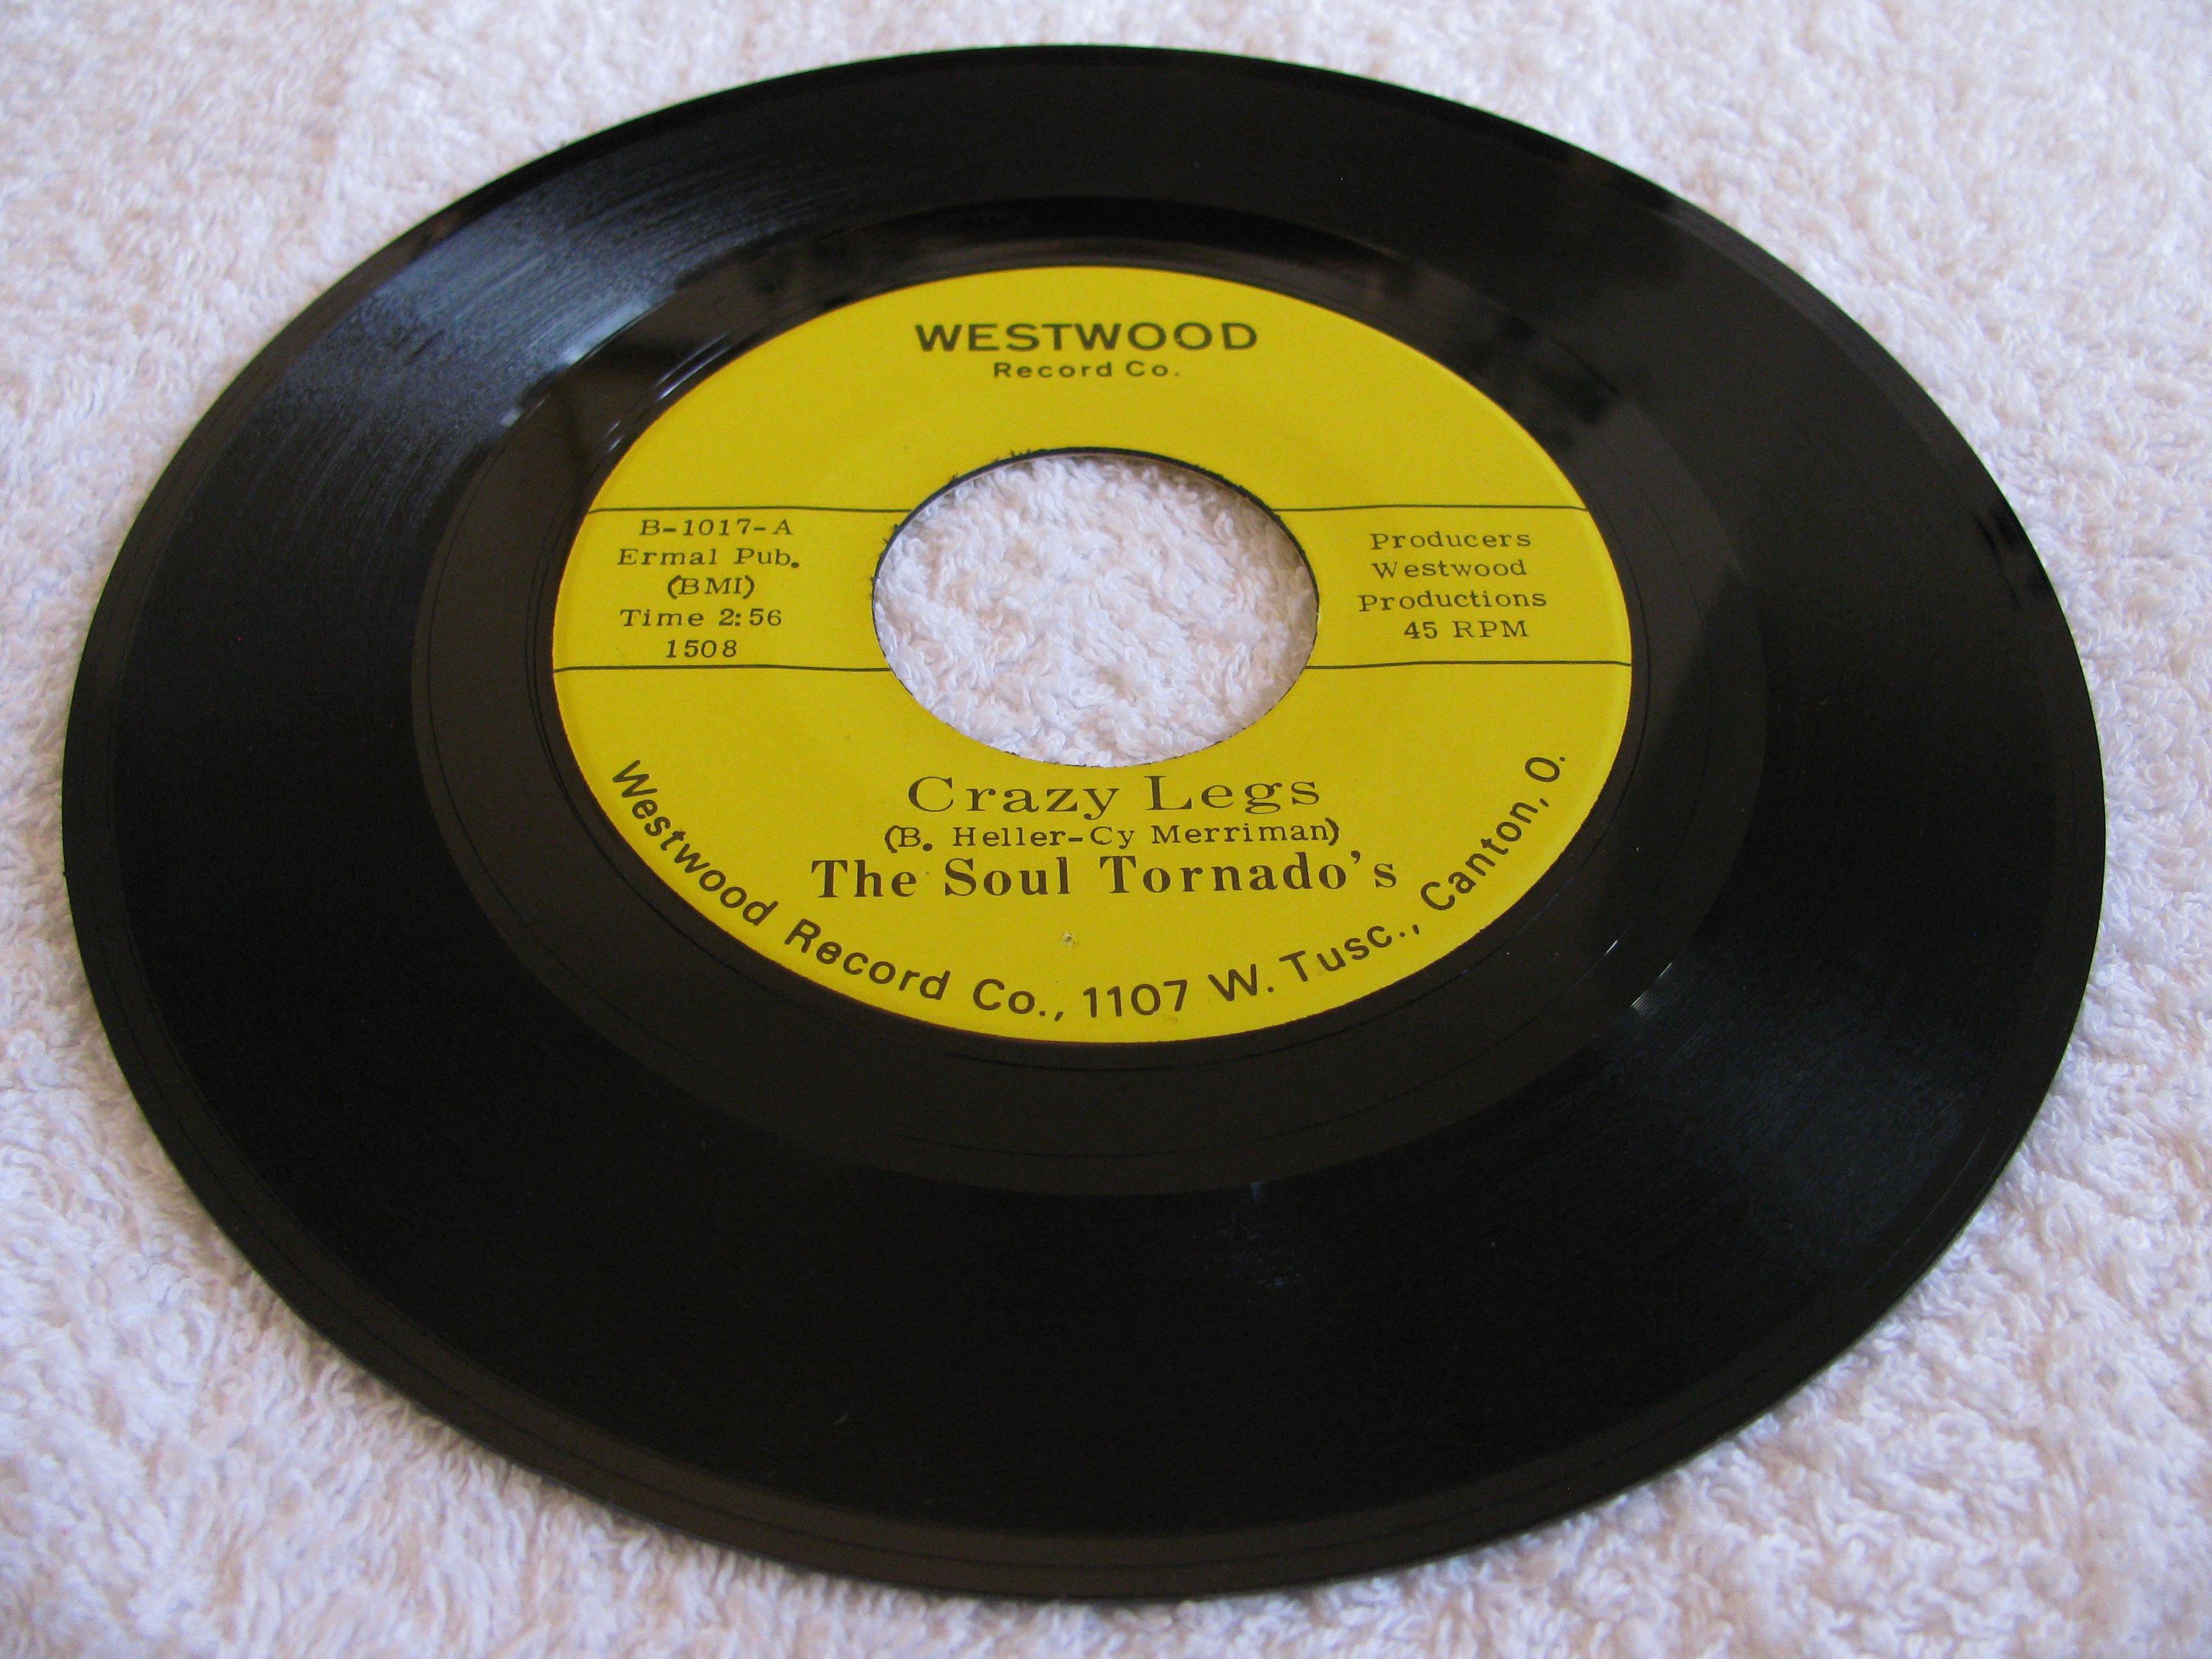 WESTWOOD
Record Co.
B-1017-A
Ermal Pub.
(BMI)
Time 2:56
1508
Producers
Westwood
Productions
45 RPM
Crazy Legs
(B. Heller-Cy Merriman)
The Soul Tornado's
Westwood Record Co., 1107 W. Tusc., Canton, O.